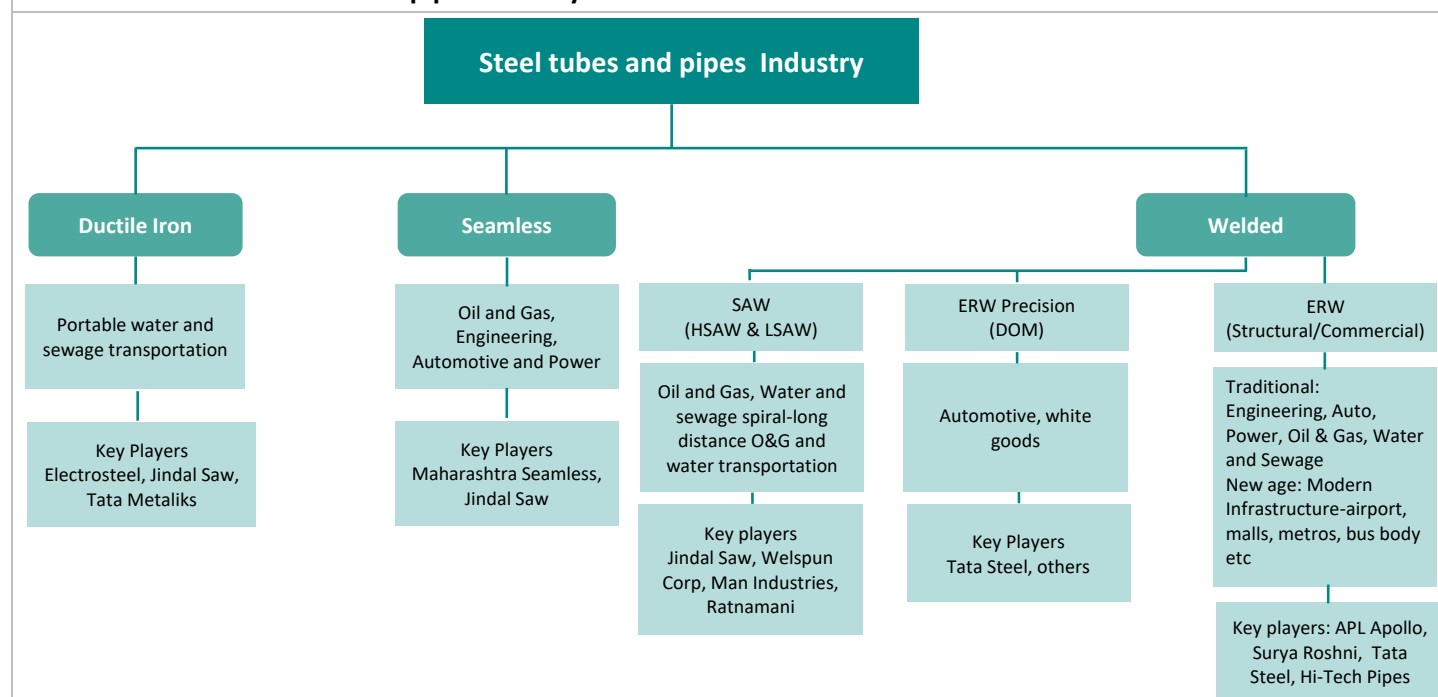 Steel tubes and pipes Industry
Ductile Iron
Seamless
Welded
Portable water and
sewage transportation
Key Players
Electrosteel, Jindal Saw,
Tata Metaliks
Oil and Gas,
Engineering,
Automotive and Power
Key Players
Maharashtra Seamless,
Jindal Saw
SAW
(HSAW & LSAW)
Oil and Gas, Water and
sewage spiral-long
distance O&G and
water transportation
Key players
Jindal Saw, Welspun
Corp, Man Industries,
Ratnamani
ERW Precision
(DOM)
Automotive, white
goods
Key Players
Tata Steel, others
ERW
(Structural/Commercial)
Traditional:
Engineering, Auto,
Power, Oil & Gas, Water
and Sewage
New age: Modern
Infrastructure-airport,
malls, metros, bus body
etc
Key players: APL Apollo,
Surya Roshni, Tata
Steel, Hi-Tech Pipes